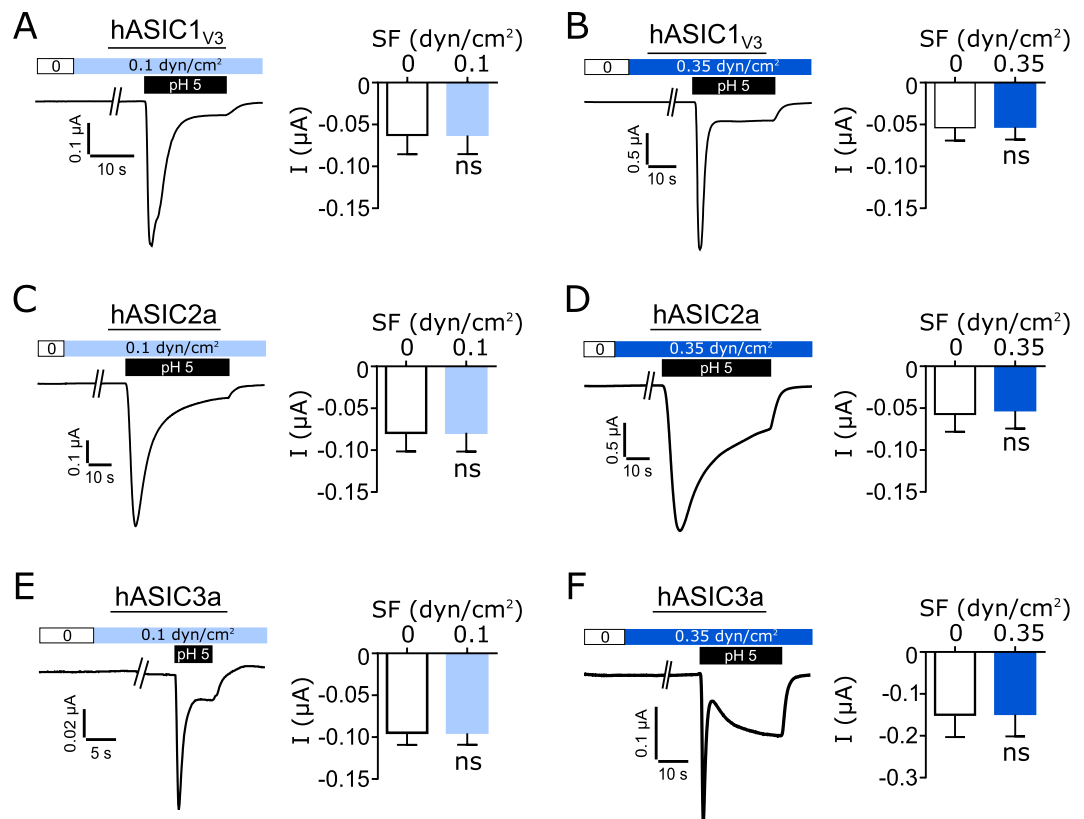 A
hASIC1V3
0
0.1 dyn/cm²
pH 5
0.1 µA
10 s
SF (dyn/cm²)
0 0.1
0
-0.05
-0.10
-0.15
I (µA)
ns
B
hASIC1V3
0
0.35 dyn/cm²
pH 5
0.5 µA
10 s
SF (dyn/cm²)
0 0.35
0
-0.05
-0.10
-0.15
I (µA)
ns
C
hASIC2a
0
0.1 dyn/cm²
pH 5
0.1 µA
10 s
SF (dyn/cm²)
0 0.1
0
-0.05
-0.10
-0.15
I (µA)
ns
D
hASIC2a
0
0.35 dyn/cm²
pH 5
0.5 µA
10 s
SF (dyn/cm²)
0 0.35
0
-0.05
-0.10
-0.15
I (µA)
ns
E
hASIC3a
0
0.1 dyn/cm²
pH 5
0.02 µA
5 s
SF (dyn/cm²)
0 0.1
0
-0.05
-0.10
-0.15
I (µA)
ns
F
hASIC3a
0
0.35 dyn/cm²
pH 5
0.1 µA
10 s
SF (dyn/cm²)
0 0.35
0
-0.1
-0.2
-0.3
I (µA)
ns